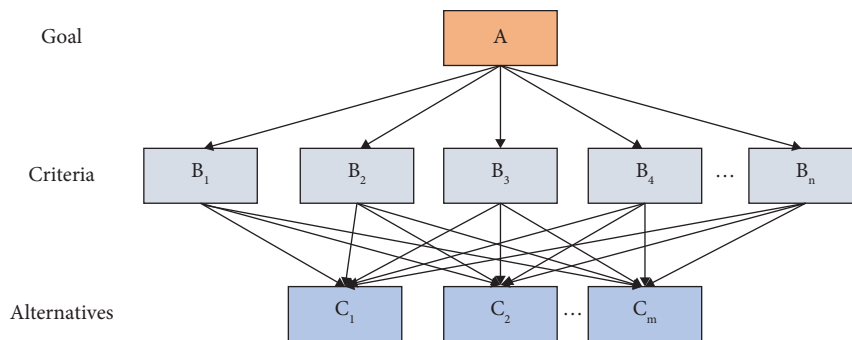 Goal
A
Criteria
B₁ B₂ B₃ B₄ ... Bₙ
Alternatives
C₁ C₂ ... Cₘ